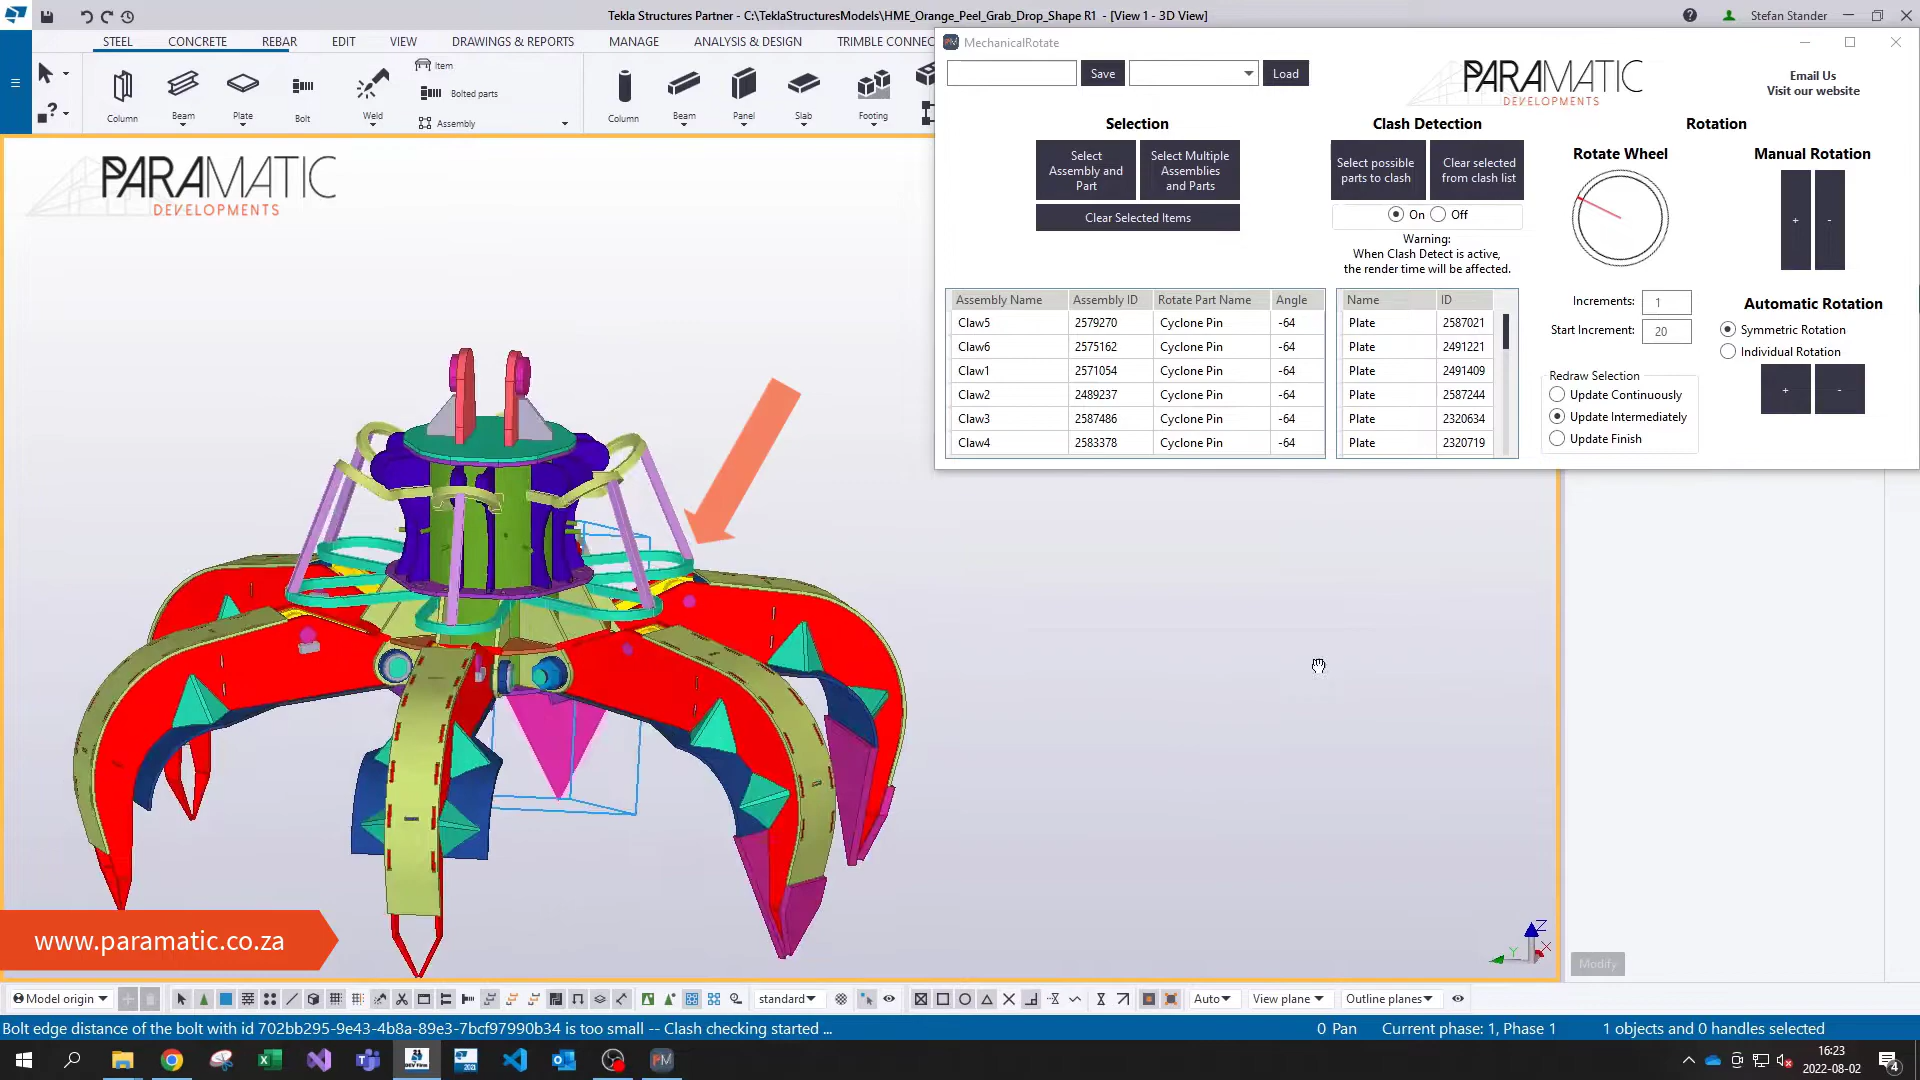 Tekla Structures Partner - C:\TeklaStructuresModels\HME_Orange_Peel_Grab_Drop_Shape R1 - [View 1 - 3D View]
Stefan Stander
STEEL CONCRETE REBAR EDIT VIEW DRAWINGS & REPORTS MANAGE ANALYSIS & DESIGN TRIMBLE CONNEC
Column Beam Plate Bolt Weld
Item
Bolted parts
Assembly
Column Beam Panel Slab Footing
MechanicalRotate
Save
Load
PARAMATIC
DEVELOPMENTS
Email Us
Visit our website
Selection
Select Assembly and Part
Select Multiple Assemblies and Parts
Clear Selected Items
Clash Detection
Select possible parts to clash
Clear selected from clash list
On Off
Warning:
When Clash Detect is active,
the render time will be affected.
Rotation
Rotate Wheel
Manual Rotation
+ -
Increments: 1
Start Increment: 20
Automatic Rotation
Symmetric Rotation
Individual Rotation
+ -
Redraw Selection
Update Continuously
Update Intermediately
Update Finish
Assembly Name Assembly ID Rotate Part Name Angle
Claw5 2579270 Cyclone Pin -64
Claw6 2575162 Cyclone Pin -64
Claw1 2571054 Cyclone Pin -64
Claw2 2489237 Cyclone Pin -64
Claw3 2587486 Cyclone Pin -64
Claw4 2583378 Cyclone Pin -64
Name ID
Plate 2587021
Plate 2491221
Plate 2491409
Plate 2587244
Plate 2320634
Plate 2320719
PARAMATIC
DEVELOPMENTS
www.paramatic.co.za
Z
Y X
Modify
Model origin
standard
Auto
View plane
Outline planes
Bolt edge distance of the bolt with id 702bb295-9e43-4b8a-89e3-7bcf97990b34 is too small -- Clash checking started ...
0 Pan Current phase: 1, Phase 1 1 objects and 0 handles selected
16:23
2022-08-02
4